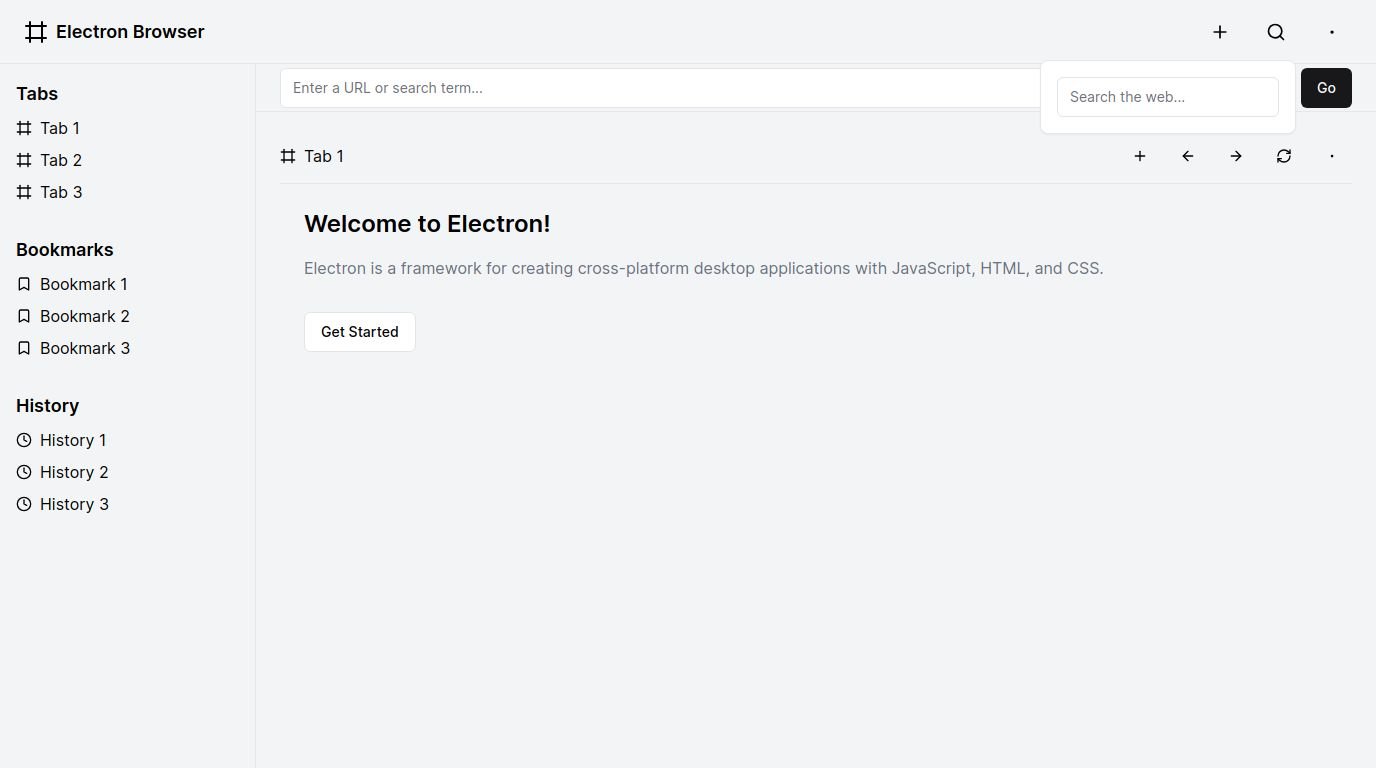 Electron Browser
Tabs
Tab 1
Tab 2
Tab 3
Bookmarks
Bookmark 1
Bookmark 2
Bookmark 3
History
History 1
History 2
History 3
Enter a URL or search term...
Search the web...
Go
Tab 1
Welcome to Electron!
Electron is a framework for creating cross-platform desktop applications with JavaScript, HTML, and CSS.
Get Started